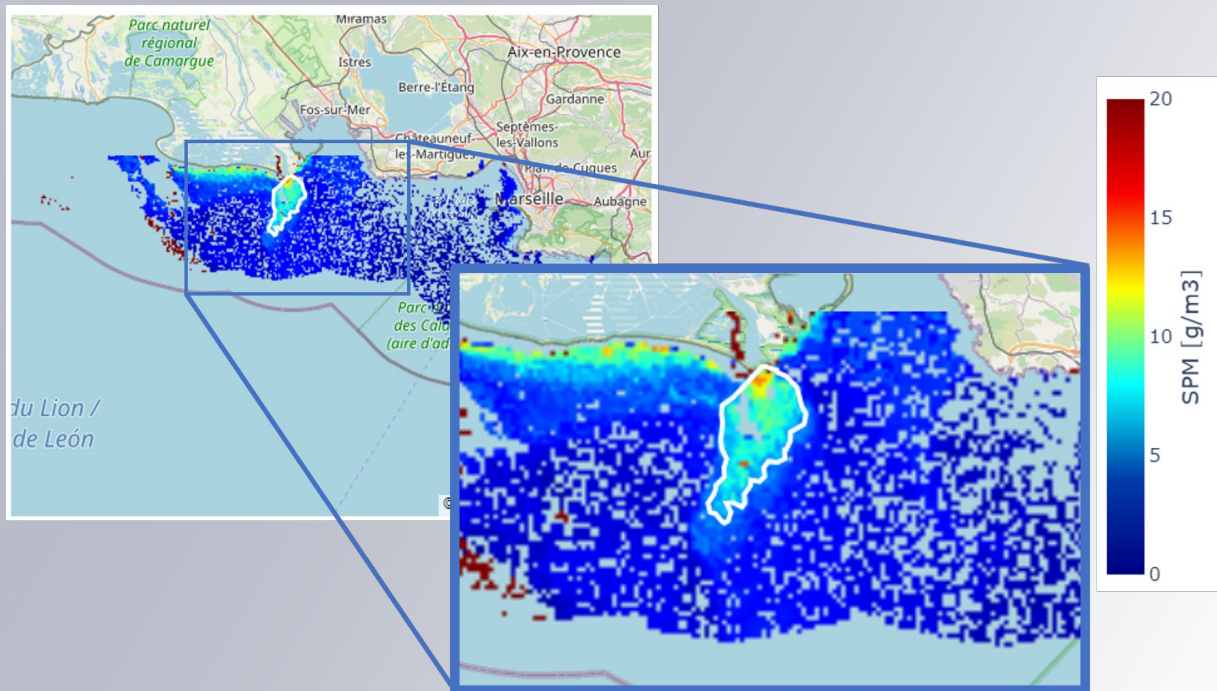 Parc naturel
régional
de Camargue
Miramas
Istres
Aix-en-Provence
Berre-l'Étang
Fos-sur-Mer
Gardanne
Châteauneuf-
les-Martigues
Septèmes-
les-Vallons
Aur
Plan-de-Cuques
Marseille
Aubagne
Parc
des Cala
(aire d'ad
du Lion /
de León
©
20
15
10
5
0
SPM [g/m3]